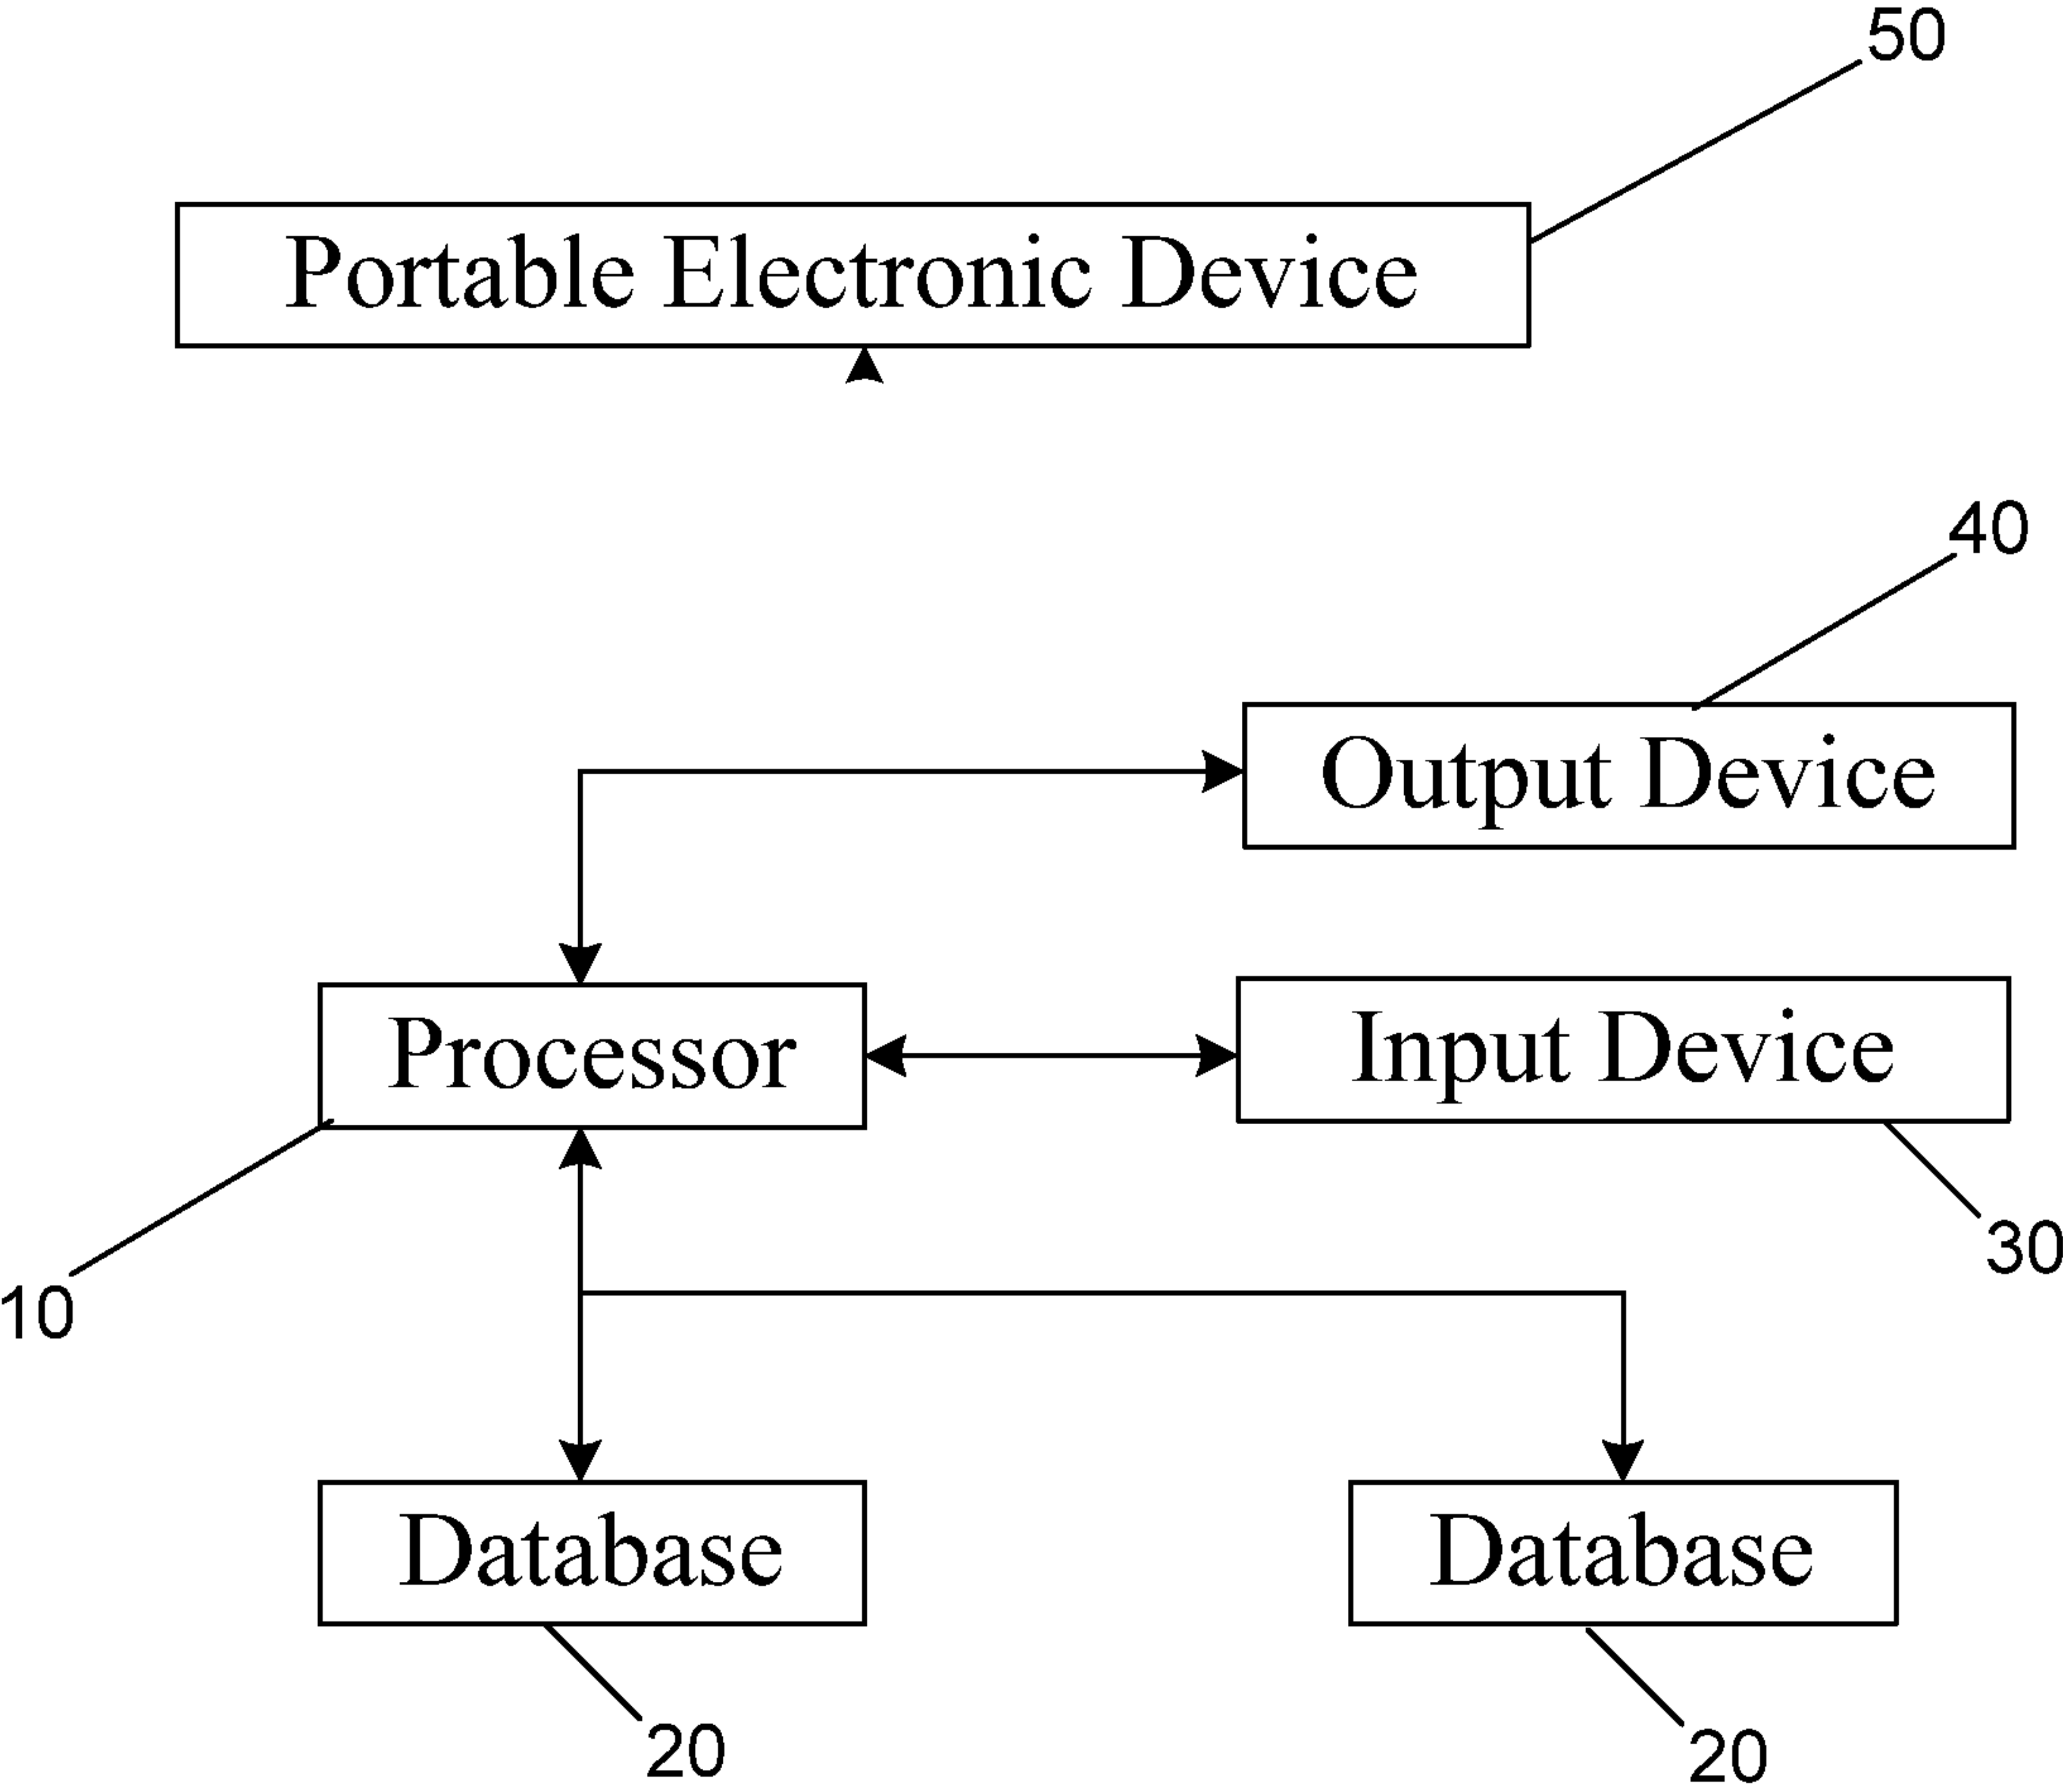 50
Portable Electronic Device
40
Output Device
Processor
Input Device
30
10
Database
Database
20
20